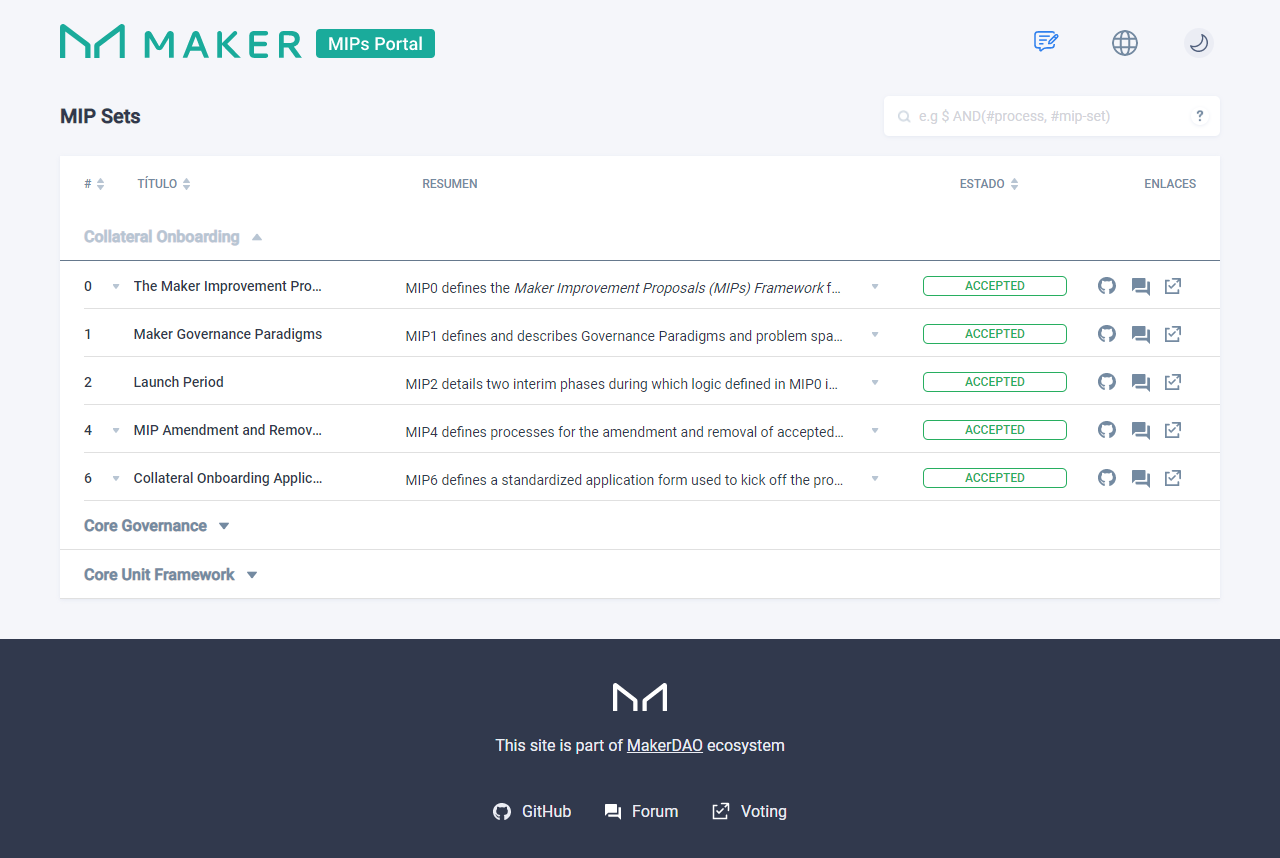 MAKER MIPs Portal
MIP Sets
e.g $ AND(#process, #mip-set) ?
# TÍTULO RESUMEN ESTADO ENLACES
Collateral Onboarding
0 The Maker Improvement Pro... MIP0 defines the Maker Improvement Proposals (MIPs) Framework f... ACCEPTED
1 Maker Governance Paradigms MIP1 defines and describes Governance Paradigms and problem spa... ACCEPTED
2 Launch Period MIP2 details two interim phases during which logic defined in MIP0 i... ACCEPTED
4 MIP Amendment and Remov... MIP4 defines processes for the amendment and removal of accepted... ACCEPTED
6 Collateral Onboarding Applic... MIP6 defines a standardized application form used to kick off the pro... ACCEPTED
Core Governance
Core Unit Framework
This site is part of MakerDAO ecosystem
GitHub Forum Voting